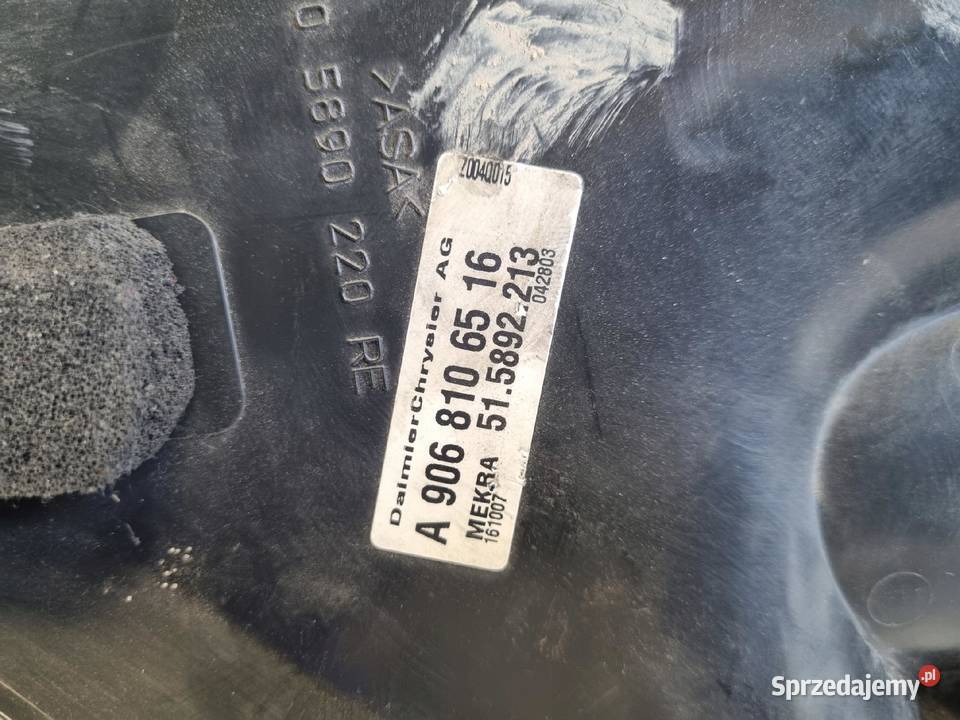 >ASA<
0 5890 220 RE
Z004Q015
DaimlerChrysler AG
A 906 810 65 16
MEKRA 51.5892.213
161007 042803
Sprzedajemy.pl